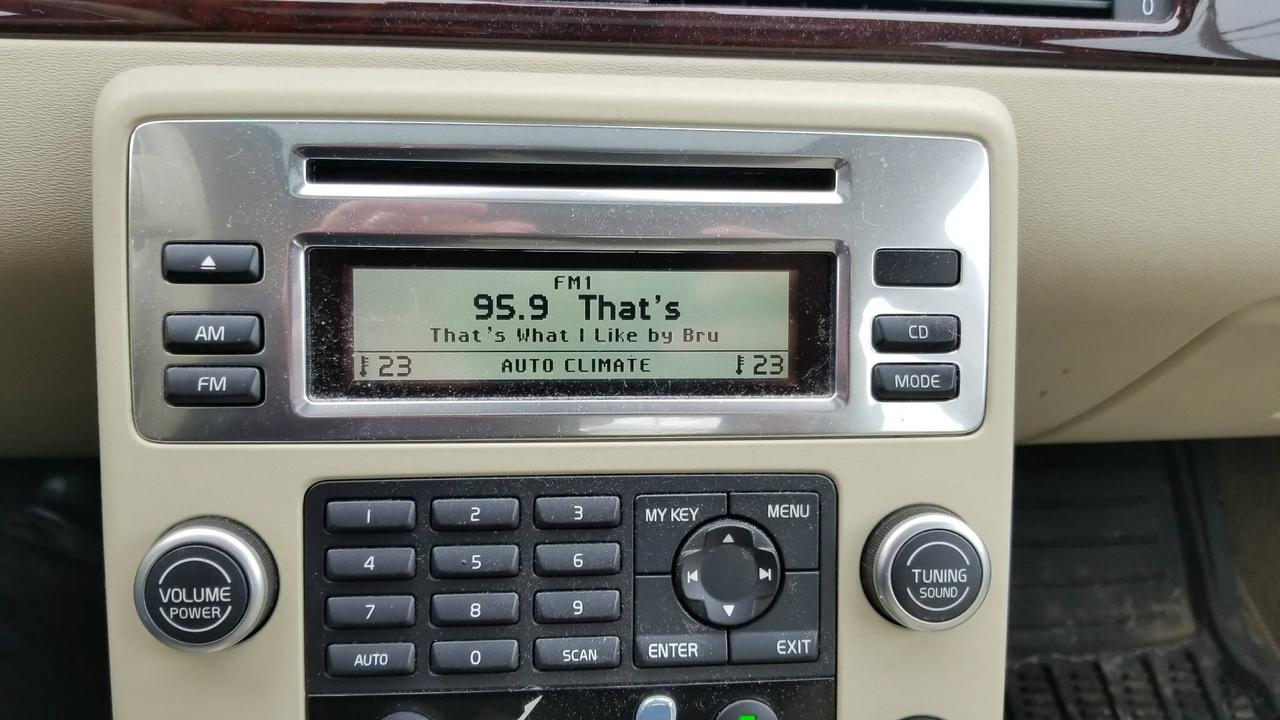 0
FM1
95.9 That's
That's What I Like by Bru
23 AUTO CLIMATE 23
AM
FM
CD
MODE
1 2 3
4 5 6
7 8 9
AUTO 0 SCAN
MY KEY MENU
ENTER EXIT
VOLUME
POWER
TUNING
SOUND